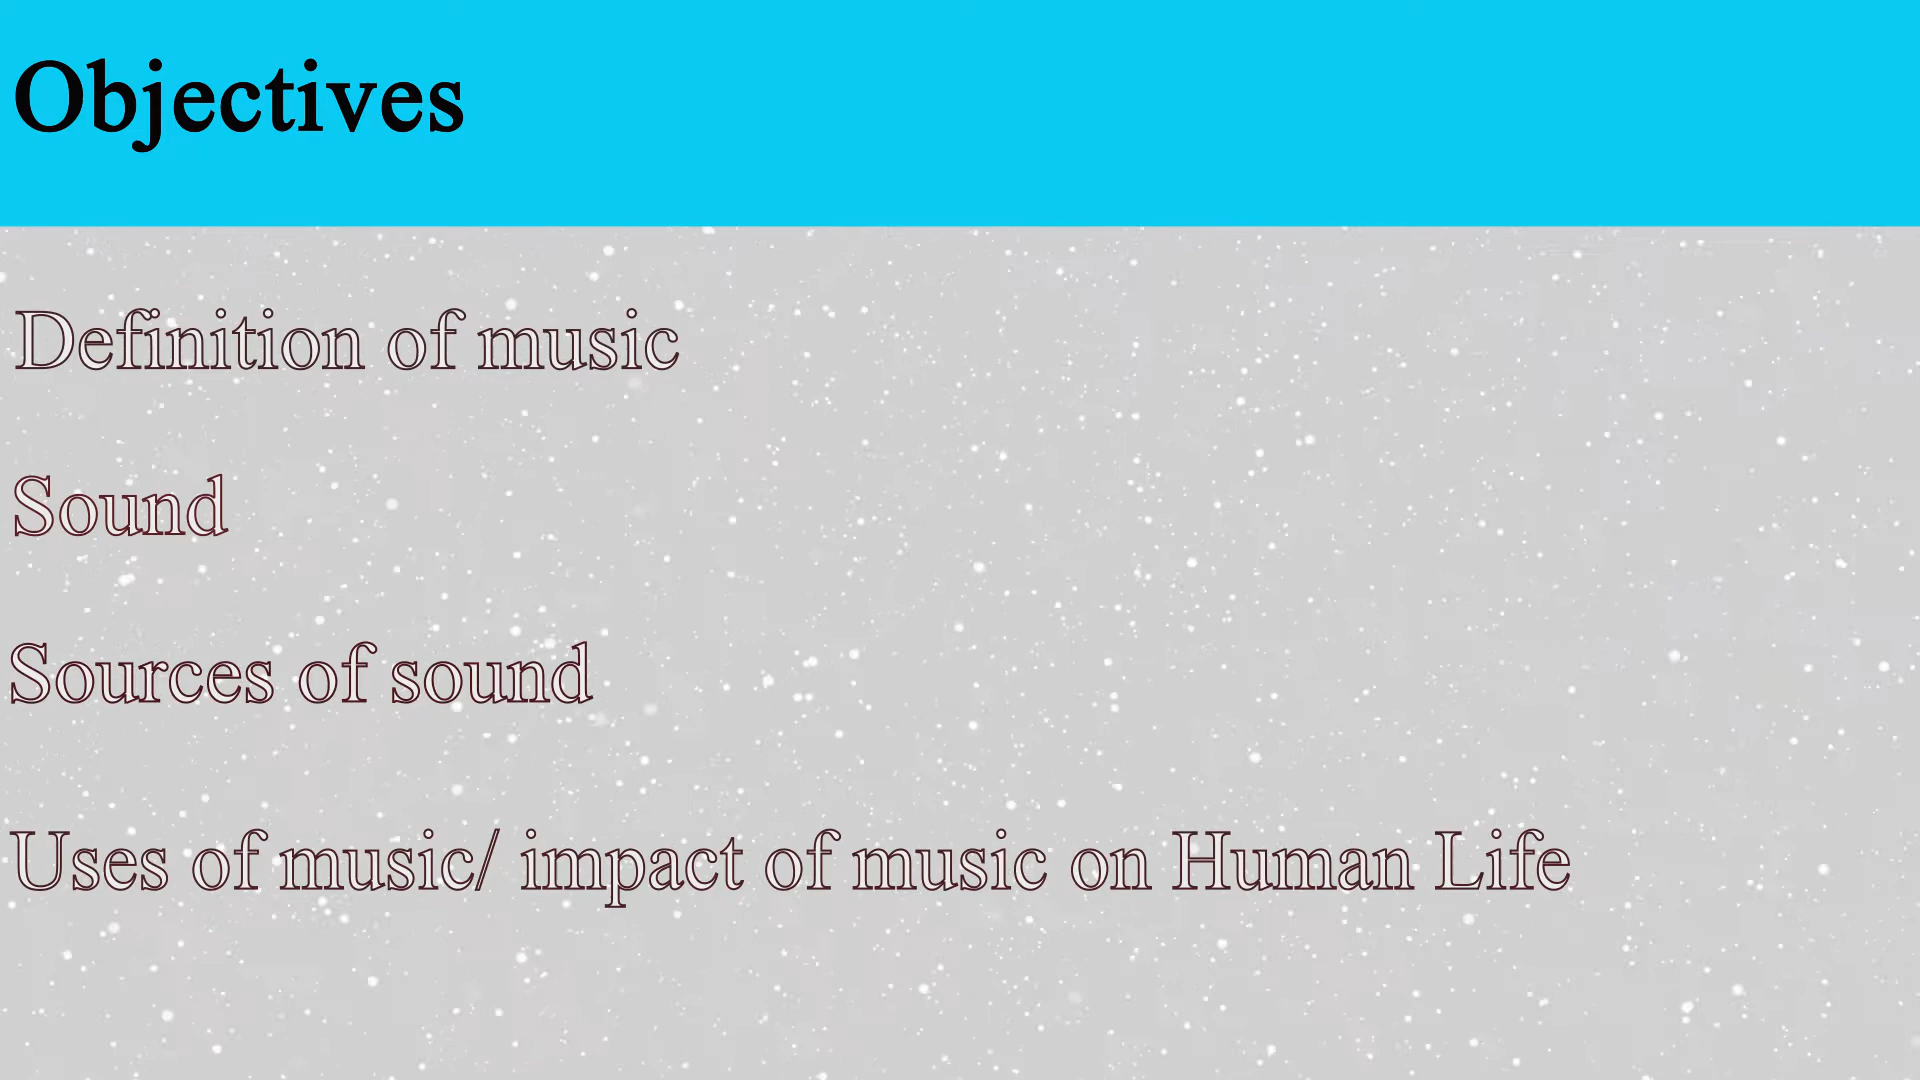 Objectives
Definition of music
Sound
Sources of sound
Uses of music/ impact of music on Human Life